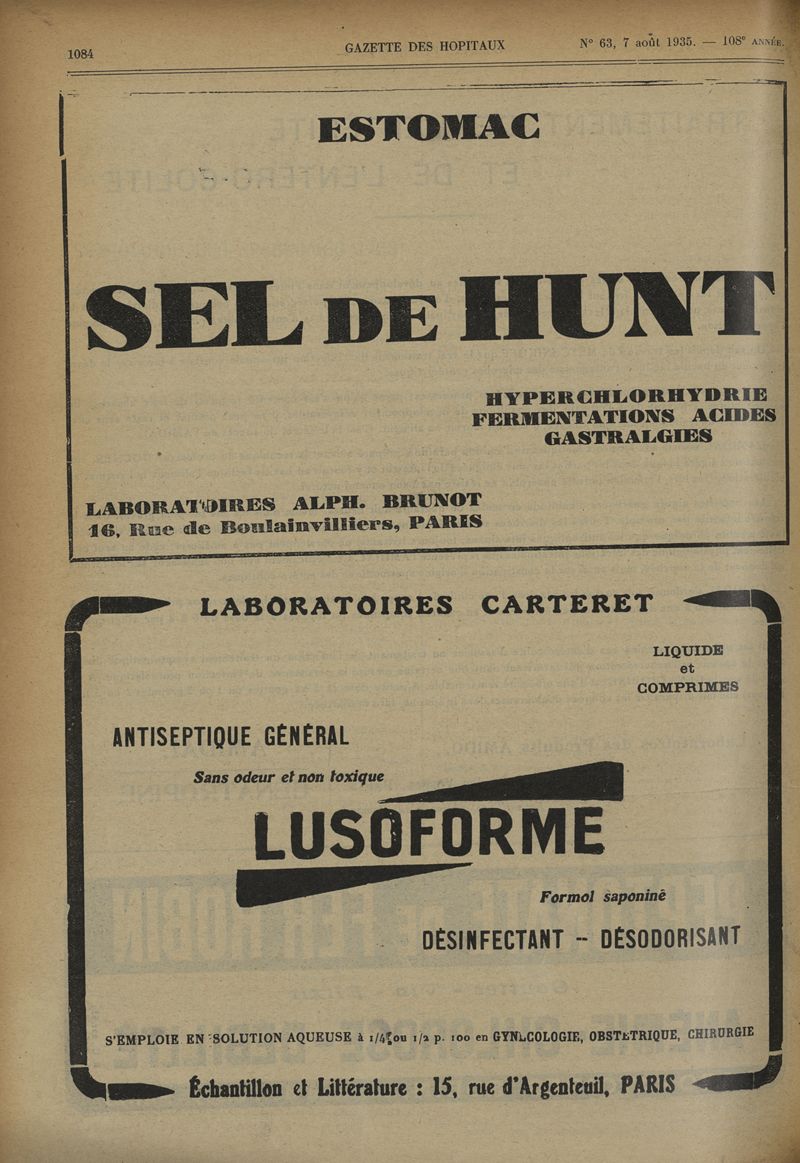 1084
GAZETTE DES HOPITAUX
N° 63, 7 août 1935. — 108e ANNÉE.
ESTOMAC
SEL DE HUNT
HYPERCHLORHYDRIE
FERMENTATIONS ACIDES
GASTRALGIES
LABORATOIRES ALPH. BRUNOT
16, Rue de Boulainvilliers, PARIS
LABORATOIRES CARTERET
LIQUIDE
et
COMPRIMES
ANTISEPTIQUE GÉNÉRAL
Sans odeur et non toxique
LUSOFORME
Formol saponiné
DÉSINFECTANT -- DÉSODORISANT
S'EMPLOIE EN SOLUTION AQUEUSE à 1/4 ou 1/2 p. 100 en GYNÉCOLOGIE, OBSTÉTRIQUE, CHIRURGIE
Échantillon et Littérature : 15, rue d'Argenteuil, PARIS